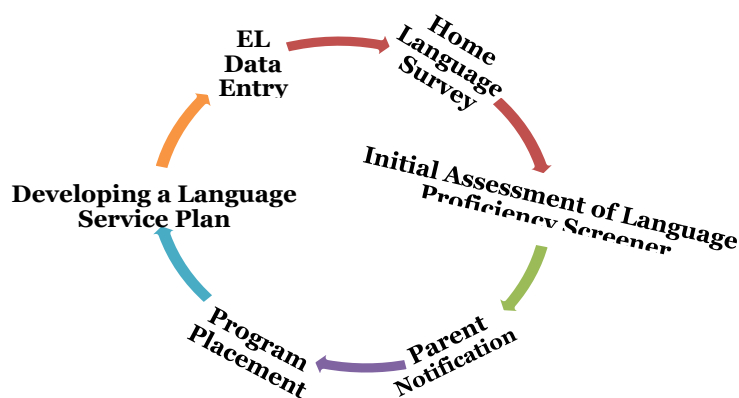 EL
Data
Entry
Home
Language
Survey
Initial Assessment of Language
Proficiency Screener
Parent
Notification
Program
Placement
Developing a Language
Service Plan